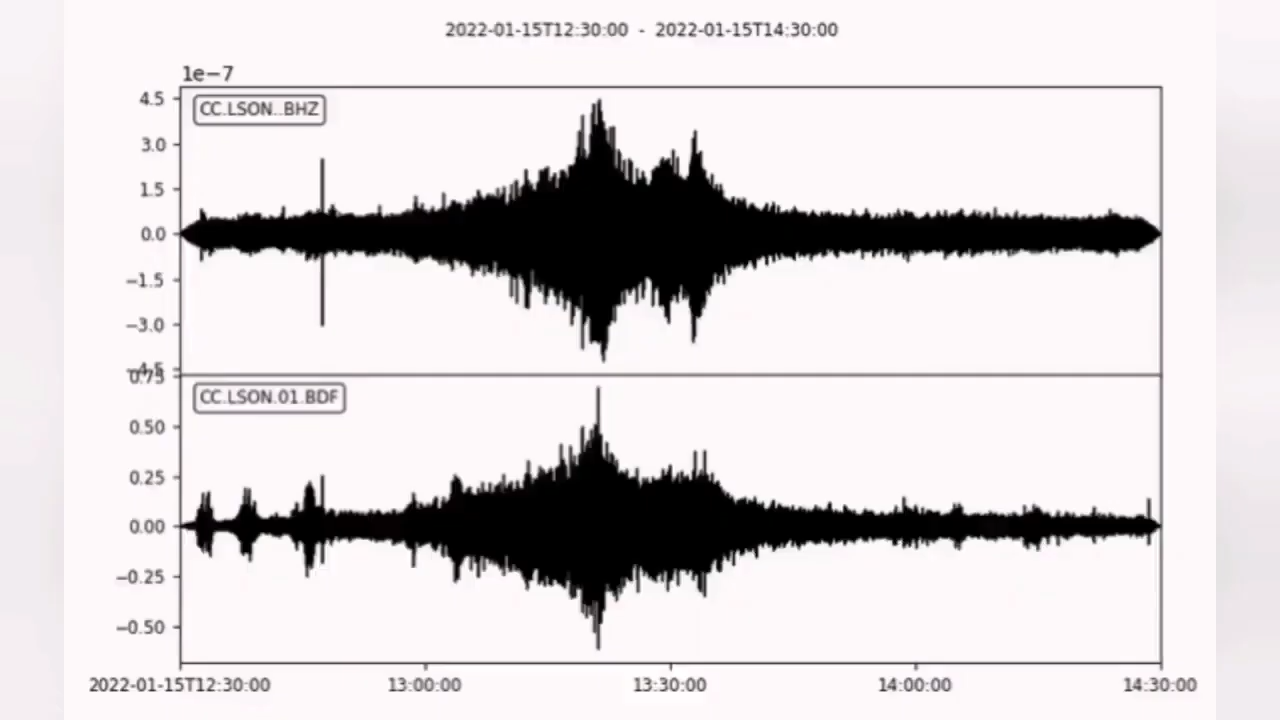 2022-01-15T12:30:00 - 2022-01-15T14:30:00
1e−7
CC.LSON..BHZ
4.5
3.0
1.5
0.0
−1.5
−3.0
−4.5
0.75
CC.LSON.01.BDF
0.50
0.25
0.00
−0.25
−0.50
2022-01-15T12:30:00 13:00:00 13:30:00 14:00:00 14:30:00